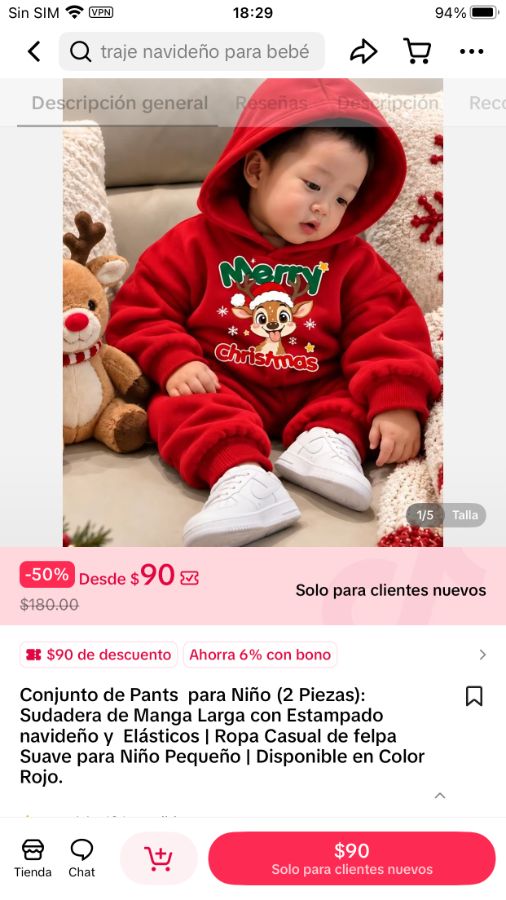 Sin SIM VPN 18:29 94%
traje navideño para bebé
Descripción general Reseñas Descripción Reco
Merry
Christmas
1/5 Talla
-50% Desde $90
Solo para clientes nuevos
$180.00
$90 de descuento Ahorra 6% con bono
Conjunto de Pants para Niño (2 Piezas):
Sudadera de Manga Larga con Estampado
navideño y Elásticos | Ropa Casual de felpa
Suave para Niño Pequeño | Disponible en Color
Rojo.
$90
Tienda Chat Solo para clientes nuevos